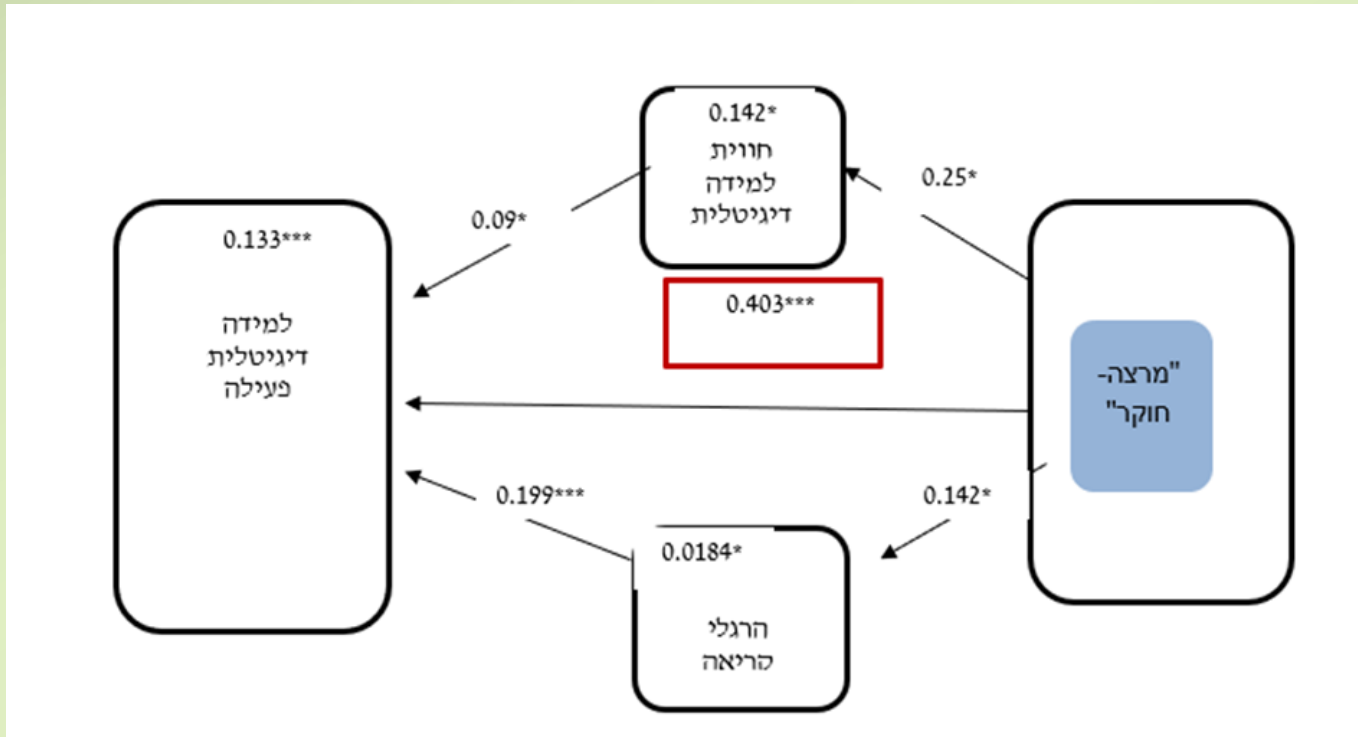 0.142*
חווית
למידה
דיגיטלית
0.25*
0.09*
0.133***
למידה
דיגיטלית
פעילה
0.403***
"מרצה-
חוקר"
0.199***
0.142*
0.0184*
הרגלי
קריאה